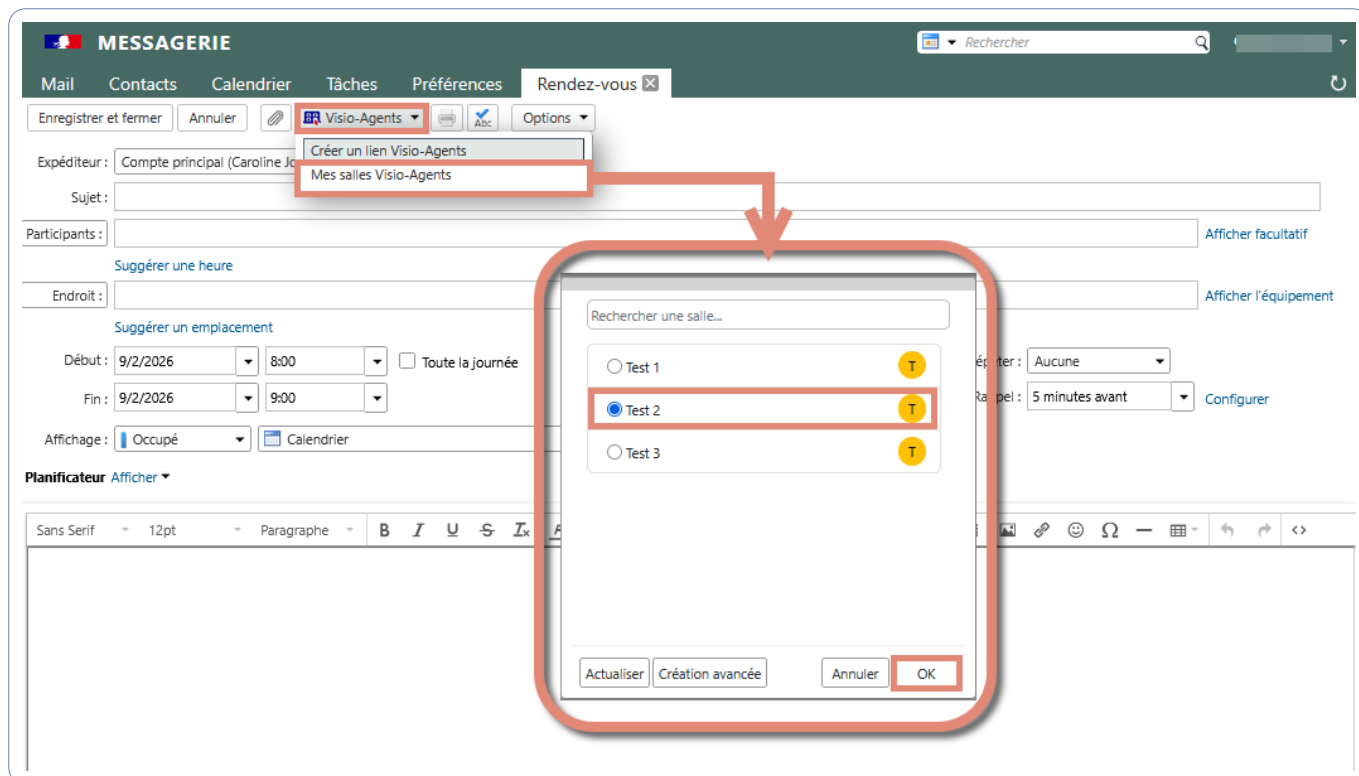 MESSAGERIE
Rechercher
Mail Contacts Calendrier Tâches Préférences Rendez-vous
Enregistrer et fermer Annuler Visio-Agents Abc Options
Créer un lien Visio-Agents
Mes salles Visio-Agents
Expéditeur : Compte principal (Caroline
Sujet :
Participants : Afficher facultatif
Suggérer une heure
Endroit : Afficher l'équipement
Suggérer un emplacement
Début : 9/2/2026 8:00 Toute la journée Aucune
Fin : 9/2/2026 9:00 5 minutes avant Configurer
Affichage : Occupé Calendrier
Planificateur Afficher
Rechercher une salle...
Test 1 T
Test 2 T
Test 3 T
Actualiser Création avancée Annuler OK
Sans Serif 12pt Paragraphe B I U S Ix Ω <>